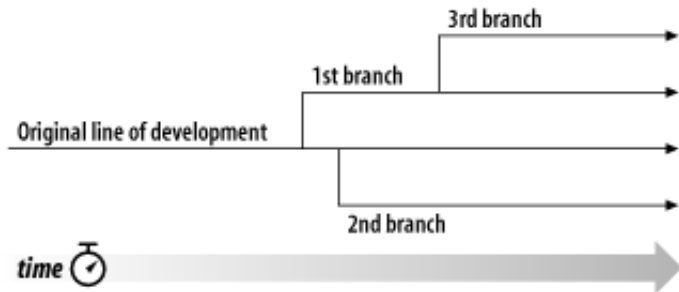 3rd branch
1st branch
Original line of development
2nd branch
time